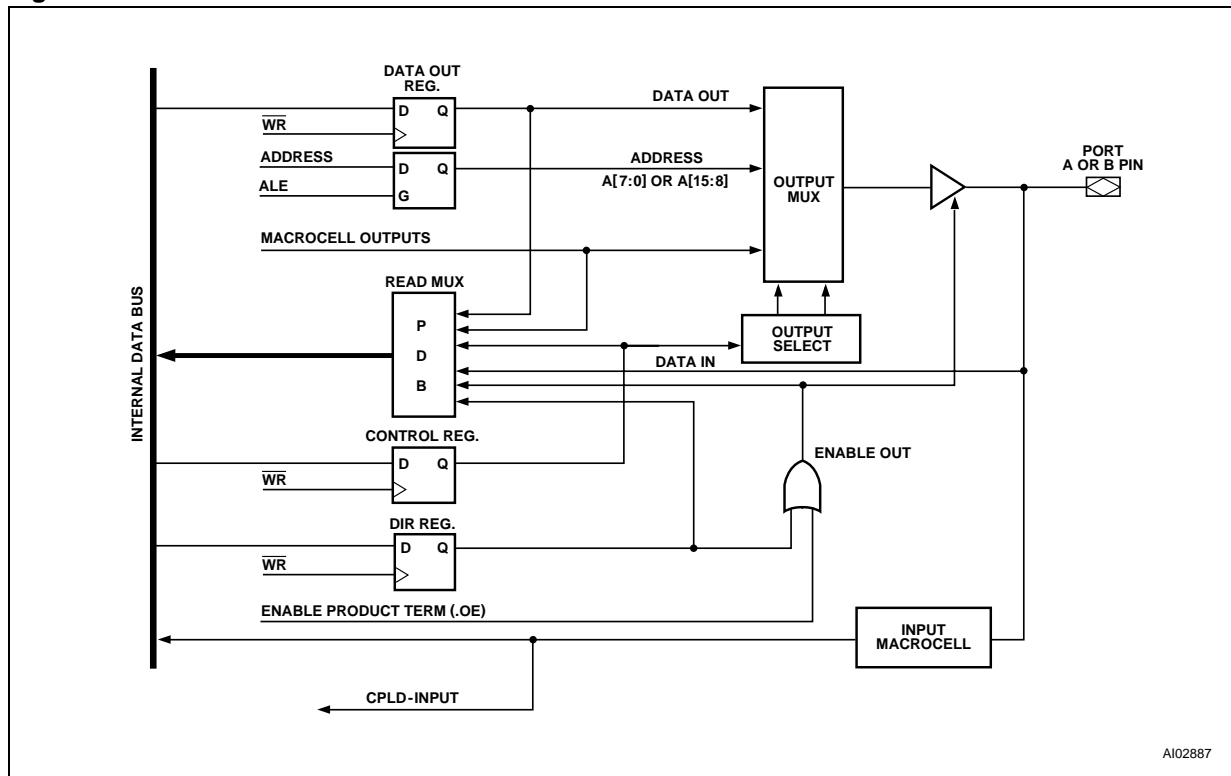 DATA OUT
REG.
D Q
WR
DATA OUT
ADDRESS
ALE
D Q
G
ADDRESS
A[7:0] OR A[15:8]
OUTPUT
MUX
PORT
A OR B PIN
MACROCELL OUTPUTS
READ MUX
P
D
B
OUTPUT
SELECT
DATA IN
INTERNAL DATA BUS
CONTROL REG.
D Q
WR
ENABLE OUT
DIR REG.
D Q
WR
ENABLE PRODUCT TERM (.OE)
INPUT
MACROCELL
CPLD-INPUT
AI02887